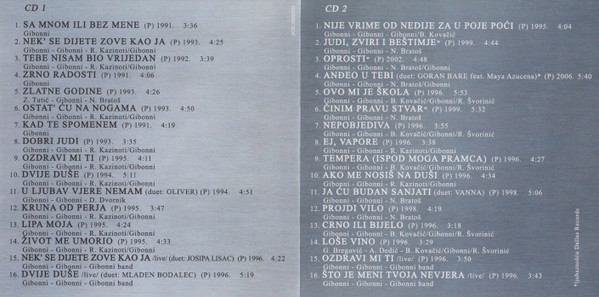 CD 1
1 SA MNOM ILI BEZ MENE (P) 1991. 3:36
Gibonni
2 NEK' SE DIJETE ZOVE KAO JA (P) 1993. 4:25
Gibonni - Gibonni - R. Kazinoti/Gibonni
3 TEBE NISAM BIO VRIJEDAN (P) 1992. 3:39
Gibonni - Gibonni - R. Kazinoti/Gibonni
4 ZRNO RADOSTI (P) 1991. 4:06
Gibonni
5 ZLATNE GODINE (P) 1993. 4:26
Z. Tutić - Gibonni - N. Bratoš
6 OSTAT' ĆU NA NOGAMA (P) 1993. 4:50
Gibonni - Gibonni - R. Kazinoti/Gibonni
7 KAD TE SPOMENEM (P) 1991. 4:19
Gibonni
8 DOBRI JUDI (P) 1993. 3:35
Gibonni - Gibonni - R. Kazinoti/Gibonni
9 OZDRAVI MI TI (P) 1995. 4:11
Gibonni - Gibonni - R. Kazinoti/Gibonni
10 DVIJE DUŠE (P) 1994. 5:11
Gibonni - Gibonni - R. Kazinoti/Gibonni
11 U LJUBAV VJERE NEMAM (duet: OLIVER) (P) 1994. 4:51
Gibonni - Gibonni - D. Dvornik
12 KRUNA OD PERJA (P) 1995. 3:47
Gibonni - Gibonni - R. Kazinoti/Gibonni
13 LIPA MOJA (P) 1995. 4:24
Gibonni - Gibonni - R. Kazinoti/Gibonni
14 ŽIVOT ME UMORIO (P) 1995. 4:33
Gibonni - Gibonni - R. Kazinoti/Gibonni
15 NEK' SE DIJETE ZOVE KAO JA /live/ (duet: JOSIPA LISAC) (P) 1996. 4:22
Gibonni - Gibonni - Gibonni band
16 DVIJE DUŠE /live/ (duet: MLADEN BODALEC) (P) 1996. 5:19
Gibonni - Gibonni - Gibonni band
CD 2
1 NIJE VRIME OD NEDIJE ZA U POJE POĆI (P) 1995. 4:04
Gibonni - Gibonni - Gibonni/B. Kovačić
2 JUDI, ZVIRI I BEŠTIMJE* (P) 1999. 4:44
Gibonni - Gibonni - N. Bratoš/Gibonni
3 OPROSTI* (P) 2002. 4:48
Gibonni - Gibonni - N. Bratoš/Gibonni
4 ANĐEO U TEBI (duet: GORAN BARE feat. Maya Azucena)* (P) 2006. 5:40
Gibonni - Gibonni - N. Bratoš
5 OVO MI JE ŠKOLA (P) 1996. 5:53
Gibonni - Gibonni - B. Kovačić/Gibonni/R. Švorinić
6 ČINIM PRAVU STVAR* (P) 1999. 5:32
Gibonni - Gibonni - N. Bratoš
7 NEPOBJEDIVA (P) 1996. 3:55
Gibonni - Gibonni - B. Kovačić/Gibonni/R. Švorinić
8 EJ, VAPORE (P) 1996. 3:38
Gibonni - Gibonni - R. Kazinoti/Gibonni
9 TEMPERA (ISPOD MOGA PRAMCA) (P) 1996. 4:27
Gibonni - Gibonni - B. Kovačić/Gibonni/R. Švorinić
10 AKO ME NOSIŠ NA DUŠI (P) 1996. 4:34
Gibonni - Gibonni - R. Kazinoti/Gibonni
11 JA ĆU BUDAN SANJATI (duet: VANNA) (P) 1998. 5:06
Gibonni - Gibonni - N. Bratoš
12 PROJDI VILO (P) 1998. 4:19
Gibonni - Gibonni - N. Bratoš
13 CRNO ILI BIJELO (P) 1996. 3:18
Gibonni - Gibonni - B. Kovačić/Gibonni/R. Švorinić
14 LOŠE VINO (P) 1996. 3:29
G. Bregović - A. Dedić - B. Kovačić/Gibonni/R. Švorinić
15 OZDRAVI MI TI /live/ (P) 1996. 3:50
Gibonni - Gibonni - Gibonni band
16 ŠTO JE MENI TVOJA NEVJERA /live/ (P) 1996. 3:43
Gibonni - Gibonni - Gibonni band
Dallas Records